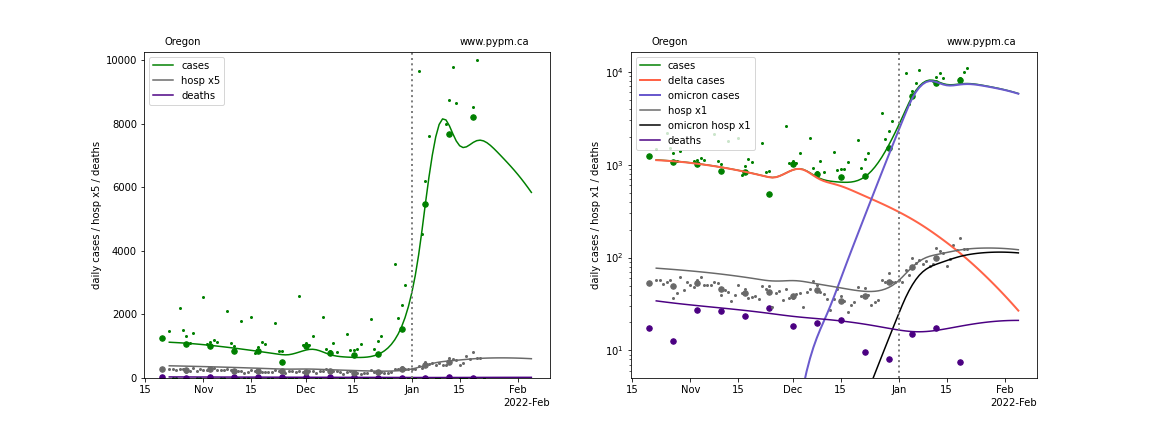 Oregon
www.pypm.ca
cases
hosp x5
deaths
daily cases / hosp x5 / deaths
10000
8000
6000
4000
2000
0
15
Nov
15
Dec
15
Jan
15
Feb
2022-Feb
Oregon
www.pypm.ca
cases
delta cases
omicron cases
hosp x1
omicron hosp x1
deaths
daily cases / hosp x1 / deaths
10⁴
10³
10²
10¹
15
Nov
15
Dec
15
Jan
15
Feb
2022-Feb